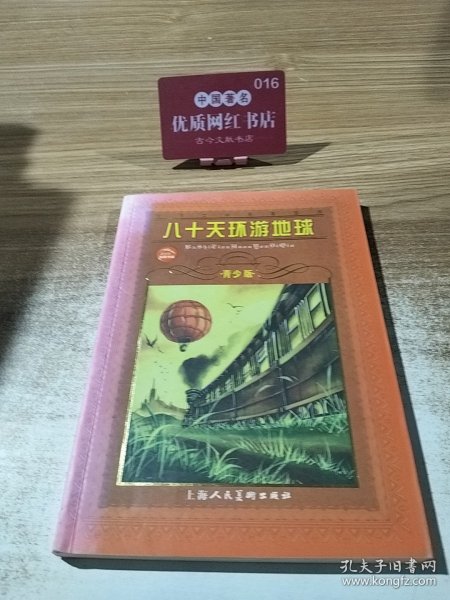 016
中国著名
优质网红书店
古今文献书店
八十天环游地球
青少版
上海人民美术出版社
孔夫子旧书网
www.kongfz.com